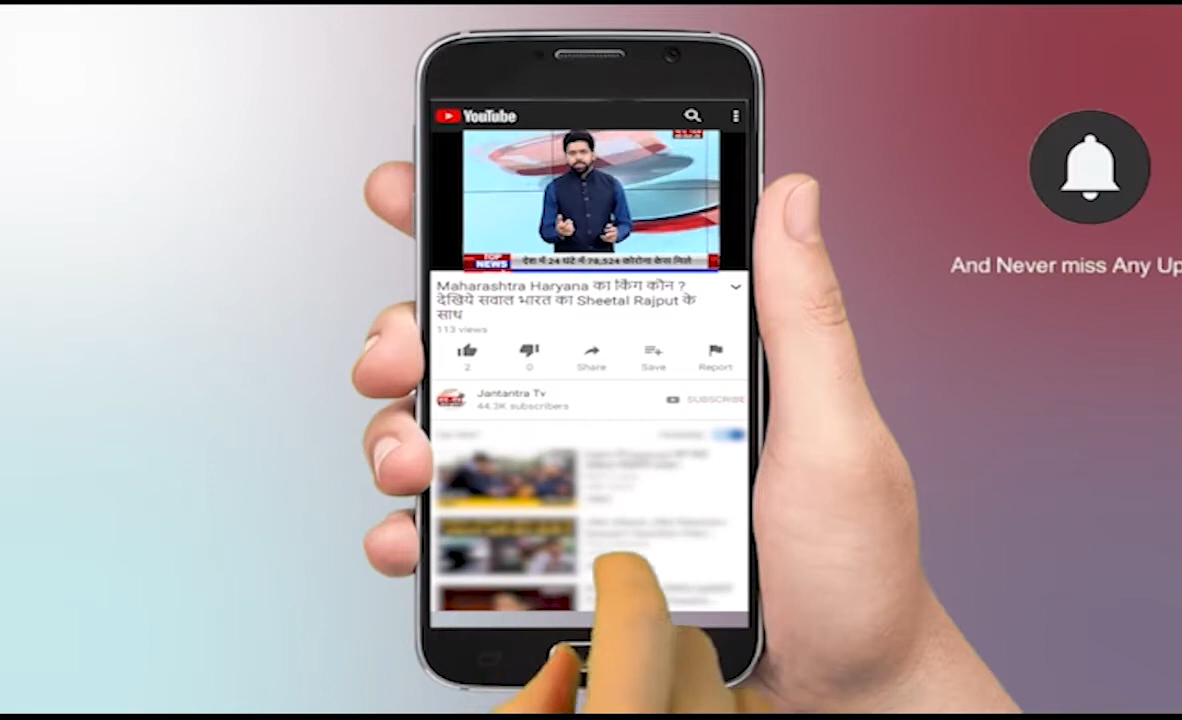 YouTube
TOP
NEWS
देश में 24 घंटे में 78,524 कोरोना केस मिले
Maharashtra Haryana का किंग कौन ?
देखिये सवाल भारत का Sheetal Rajput के
साथ
113 views
2
0
Share
Save
Report
Jantantra Tv
44.3K subscribers
SUBSCRIBE
And Never miss Any Up